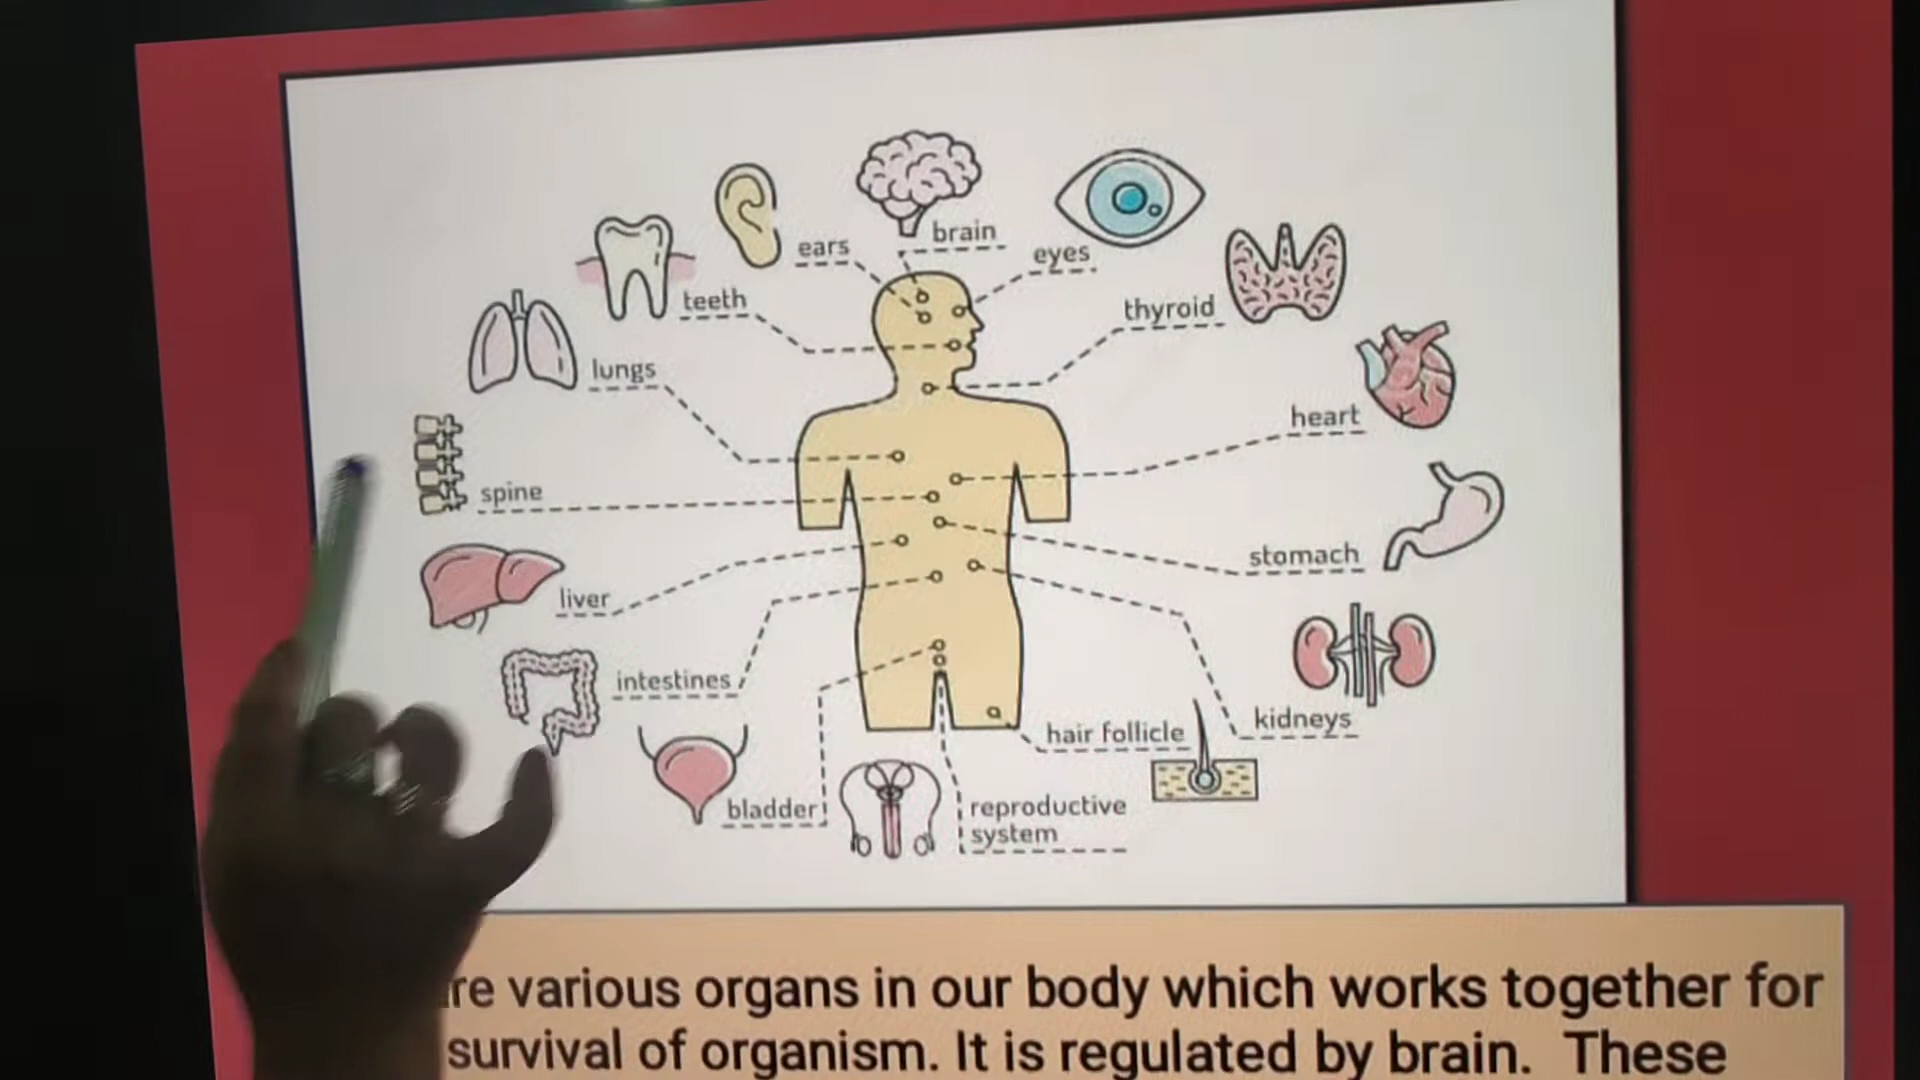 brain
ears
eyes
teeth
thyroid
lungs
heart
spine
stomach
liver
intestines
kidneys
hair follicle
bladder
reproductive
system
various organs in our body which works together for
survival of organism. It is regulated by brain. These